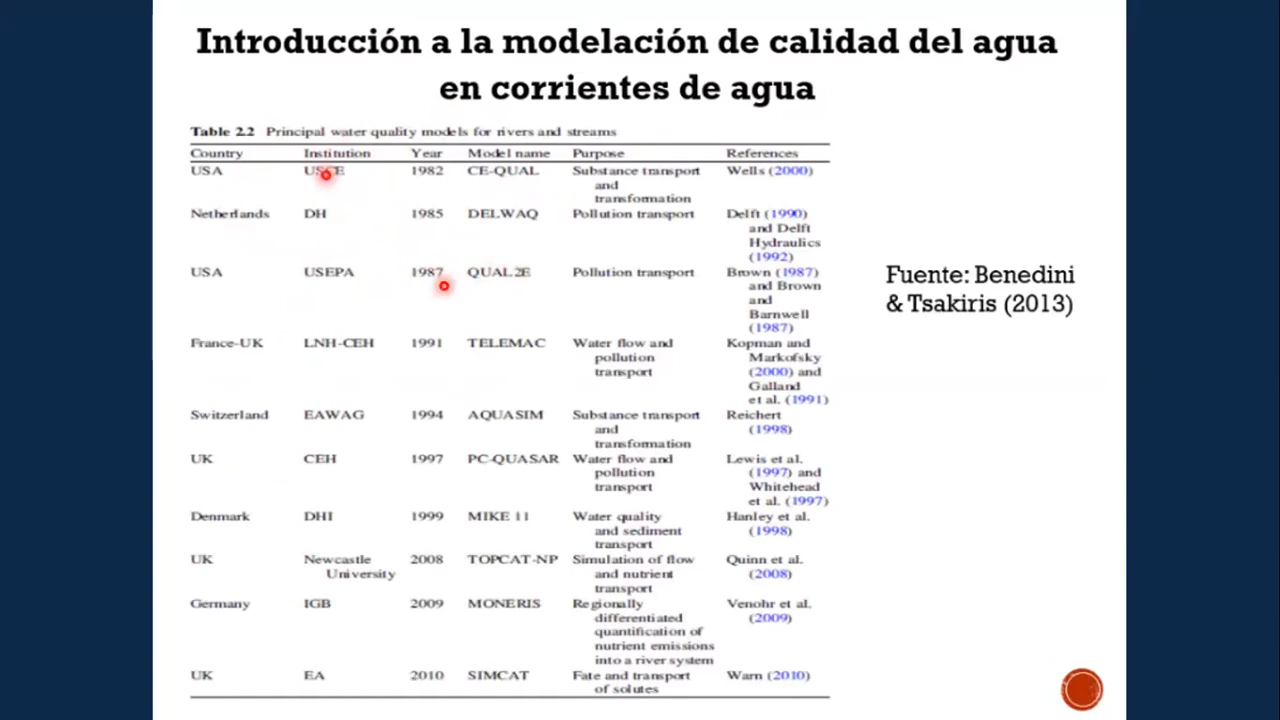 Introducción a la modelación de calidad del agua
en corrientes de agua
Table 2.2 Principal water quality models for rivers and streams
Country Institution Year Model name Purpose References
USA USCE 1982 CE-QUAL Substance transport Wells (2000)
and
transformation
Netherlands DH 1985 DELWAQ Pollution transport Delft (1990)
and Delft
Hydraulics
(1992)
USA USEPA 1987 QUAL2E Pollution transport Brown (1987)
and Brown
and
Barnwell
(1987)
Fuente: Benedini
& Tsakiris (2013)
France-UK LNH-CEH 1991 TELEMAC Water flow and Kopman and
pollution Markofsky
transport (2000) and
Galland
et al. (1991)
Switzerland EAWAG 1994 AQUASIM Substance transport Reichert
and (1998)
transformation
UK CEH 1997 PC-QUASAR Water flow and Lewis et al.
pollution (1997) and
transport Whitehead
et al. (1997)
Denmark DHI 1999 MIKE 11 Water quality Hanley et al.
and sediment (1998)
transport
UK Newcastle 2008 TOPCAT-NP Simulation of flow Quinn et al.
University and nutrient (2008)
transport
Germany IGB 2009 MONERIS Regionally Venohr et al.
differentiated (2009)
quantification of
nutrient emissions
into a river system
UK EA 2010 SIMCAT Fate and transport Warn (2010)
of solutes